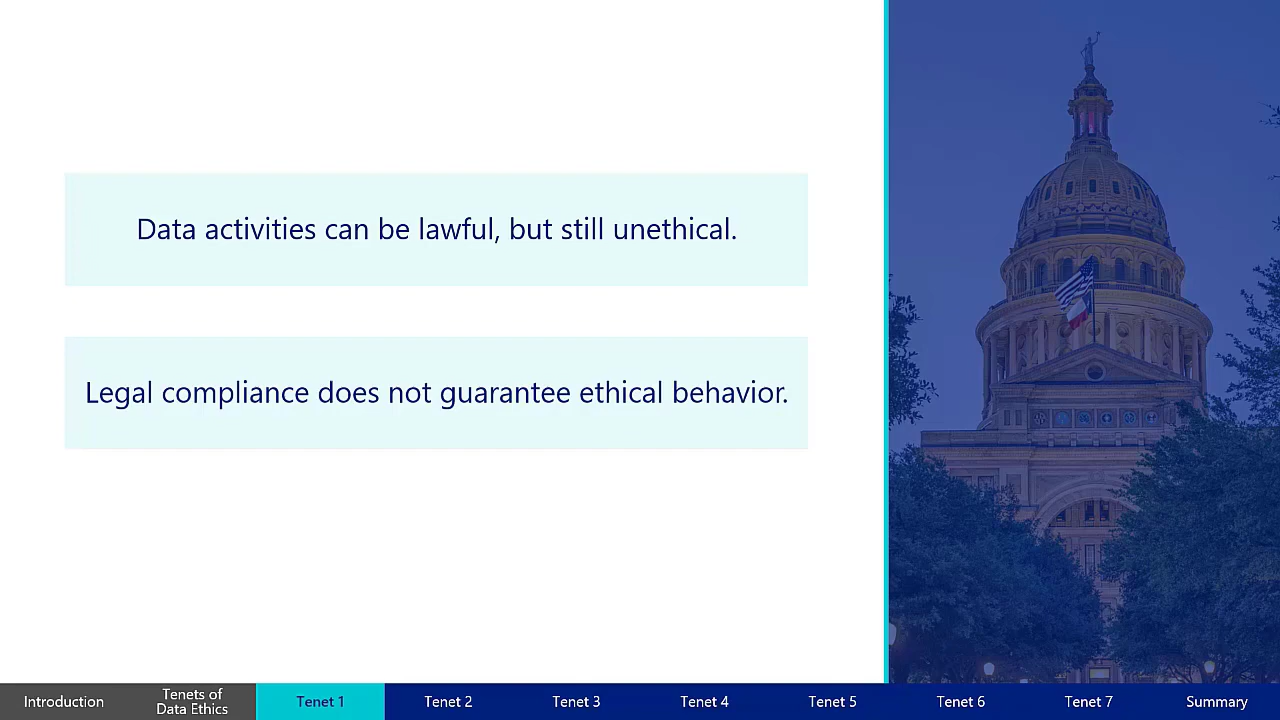 Data activities can be lawful, but still unethical.
Legal compliance does not guarantee ethical behavior.
Introduction
Tenets of
Data Ethics
Tenet 1
Tenet 2
Tenet 3
Tenet 4
Tenet 5
Tenet 6
Tenet 7
Summary